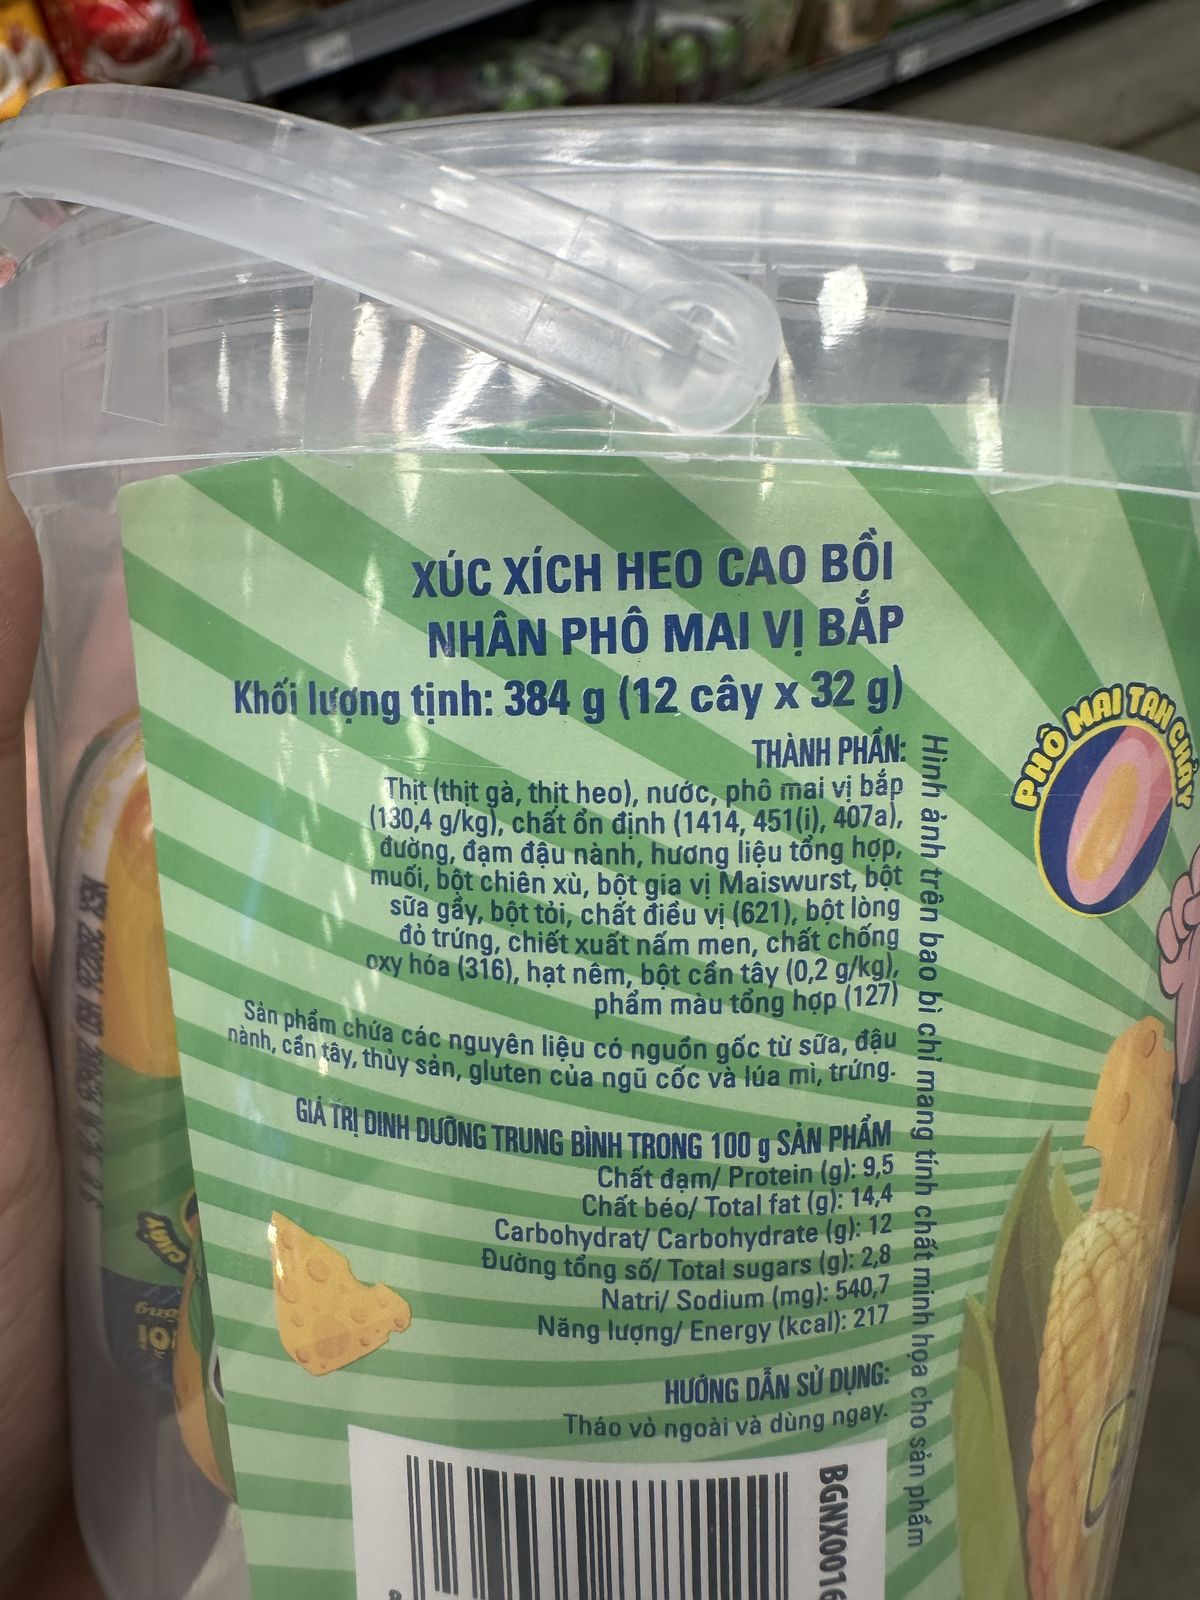 XÚC XÍCH HEO CAO BỒI
NHÂN PHÔ MAI VỊ BẮP
Khối lượng tịnh: 384 g (12 cây x 32 g)
THÀNH PHẦN:
Thịt (thịt gà, thịt heo), nước, phô mai vị bắp
(130,4 g/kg), chất ổn định (1414, 451(i), 407a),
đường, đạm đậu nành, hương liệu tổng hợp,
muối, bột chiên xù, bột gia vị Maiswurst, bột
sữa gầy, bột tỏi, chất điều vị (621), bột lòng
đỏ trứng, chiết xuất nấm men, chất chống
oxy hóa (316), hạt nêm, bột cần tây (0,2 g/kg),
phẩm màu tổng hợp (127)
Sản phẩm chứa các nguyên liệu có nguồn gốc từ sữa, đậu
nành, cần tây, thủy sản, gluten của ngũ cốc và lúa mì, trứng.
GIÁ TRỊ DINH DƯỠNG TRUNG BÌNH TRONG 100 g SẢN PHẨM
Chất đạm/ Protein (g): 9,5
Chất béo/ Total fat (g): 14,4
Carbohydrat/ Carbohydrate (g): 12
Đường tổng số/ Total sugars (g): 2,8
Natri/ Sodium (mg): 540,7
Năng lượng/ Energy (kcal): 217
HƯỚNG DẪN SỬ DỤNG:
Tháo vỏ ngoài và dùng ngay.
BGNX0016
Hình ảnh trên bao bì chỉ mang tính chất minh họa cho sản phẩm
PHÔ MAI TAN CHẢY